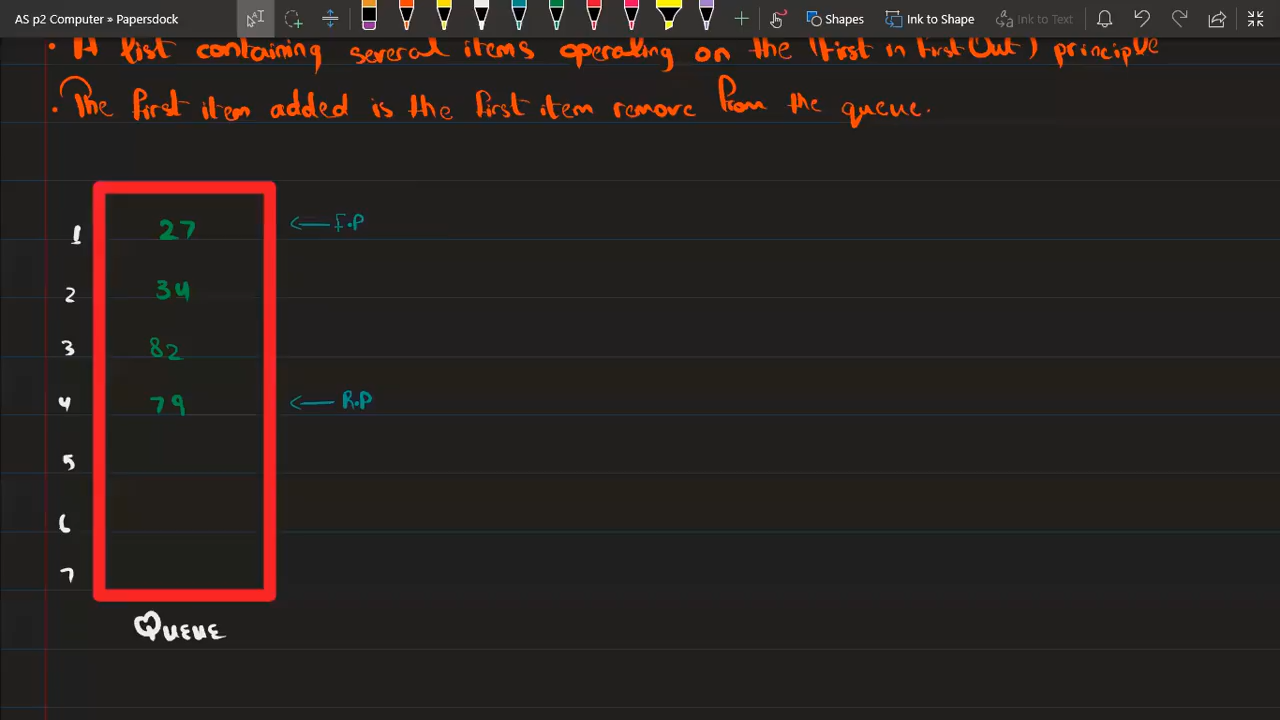 AS p2 Computer » Papersdock
Shapes
Ink to Shape
Ink to Text
• A list containing several items operating on the (First in First Out) principle
• The first item added is the first item remove from the queue.
1 27 ← F.P
2 34
3 82
4 79 ← R.P
5
6
7
QUEUE